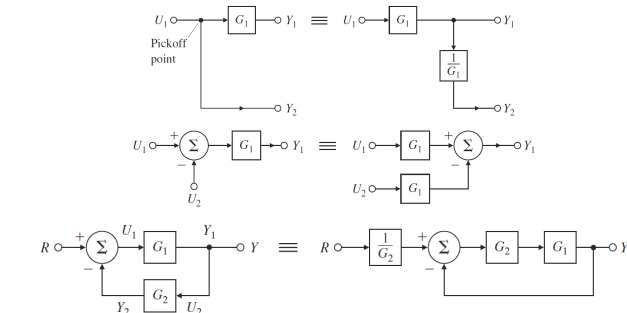 U₁ G₁ Y₁ ≡ U₁ G₁ Y₁
Pickoff
point
1/G₁
Y₂ Y₂
U₁ + Σ G₁ Y₁ ≡ U₁ G₁ + Σ Y₁
−
−
U₂ G₁
U₂
R + Σ U₁ G₁ Y₁ Y ≡ R 1/G₂ + Σ G₂ G₁ Y
− −
Y₂ G₂ U₂